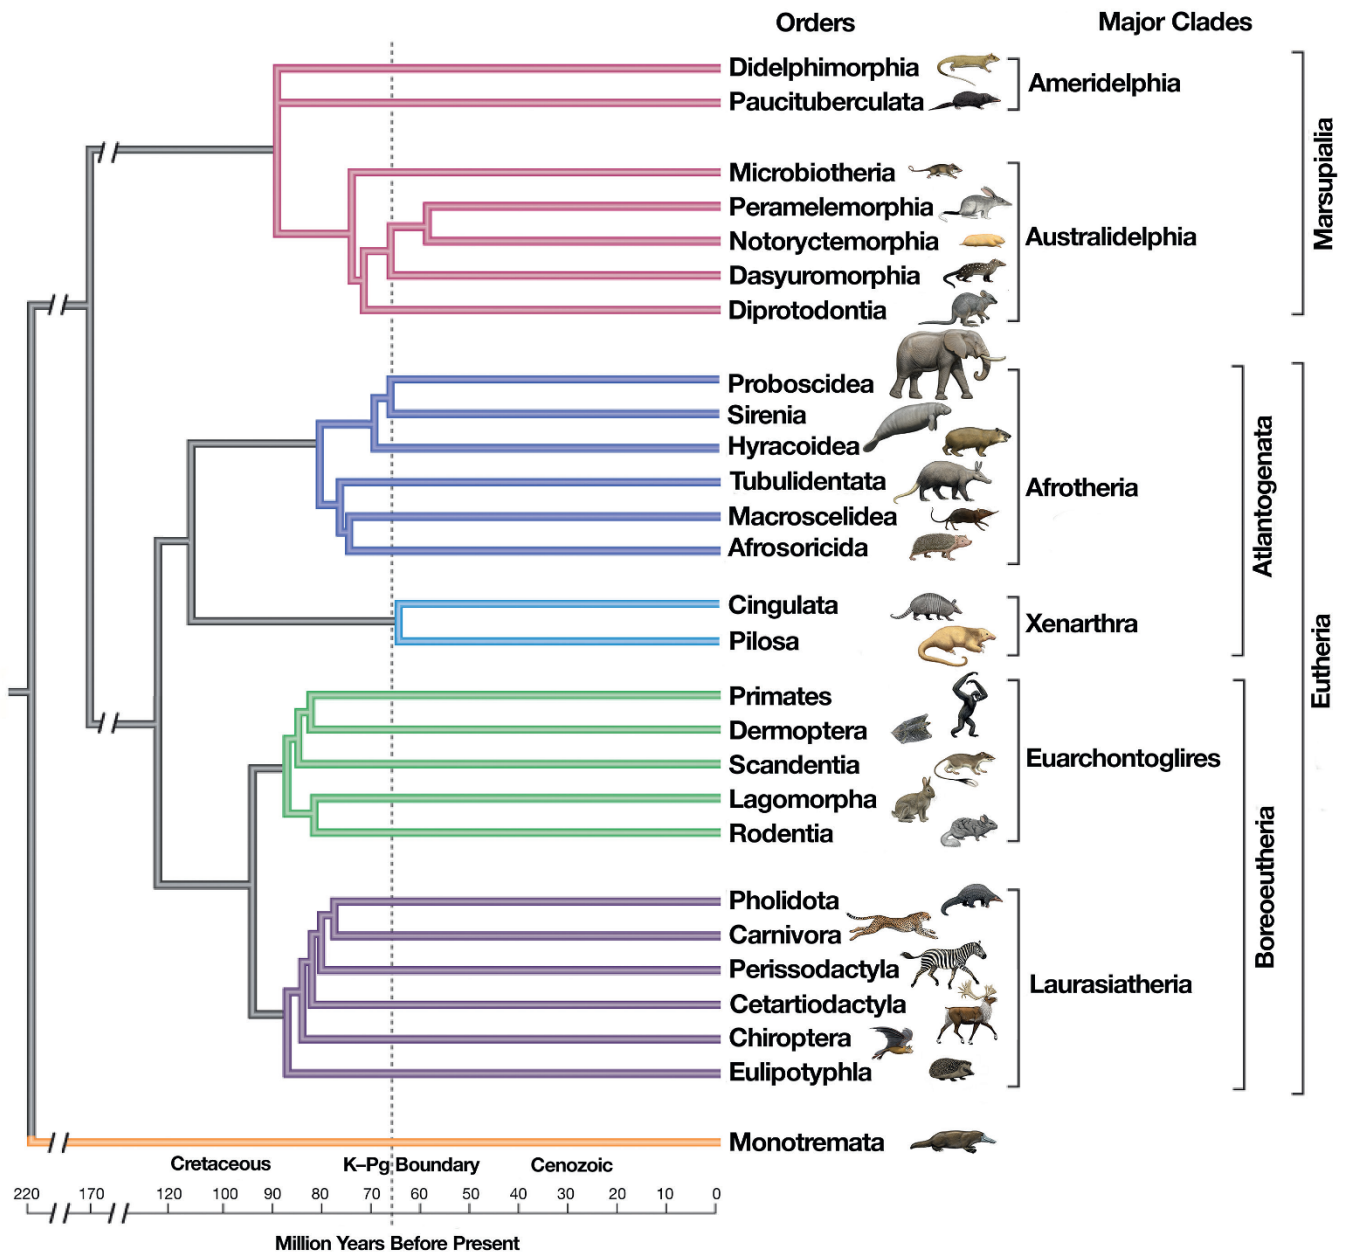 Orders
Major Clades
Didelphimorphia
Paucituberculata
Ameridelphia
Microbiotheria
Peramelemorphia
Notoryctemorphia
Dasyuromorphia
Diprotodontia
Australidelphia
Marsupialia
Proboscidea
Sirenia
Hyracoidea
Tubulidentata
Macroscelidea
Afrosoricida
Afrotheria
Cingulata
Pilosa
Xenarthra
Atlantogenata
Primates
Dermoptera
Scandentia
Lagomorpha
Rodentia
Euarchontoglires
Pholidota
Carnivora
Perissodactyla
Cetartiodactyla
Chiroptera
Eulipotyphla
Laurasiatheria
Boreoeutheria
Eutheria
Monotremata
Cretaceous K–Pg Boundary Cenozoic
220 170 120 100 90 80 70 60 50 40 30 20 10 0
Million Years Before Present